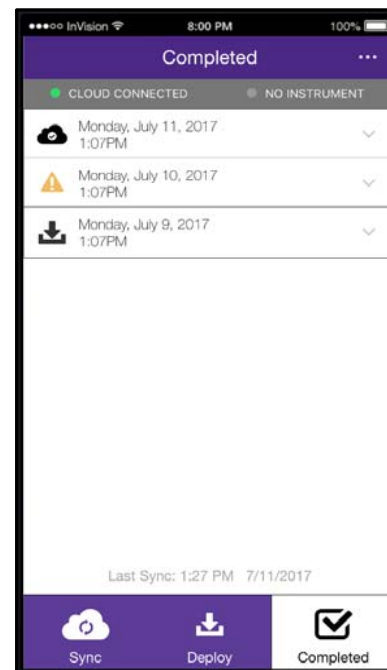 InVision 8:00 PM 100%
Completed
CLOUD CONNECTED NO INSTRUMENT
Monday, July 11, 2017
1:07PM
Monday, July 10, 2017
1:07PM
Monday, July 9, 2017
1:07PM
Last Sync: 1:27 PM 7/11/2017
Sync Deploy Completed